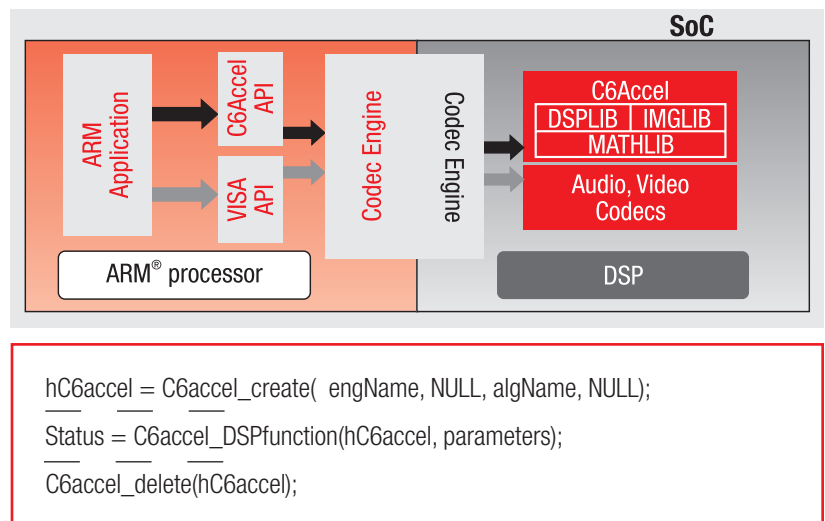 SoC
ARM
Application
C6Accel
API
VISA
API
Codec Engine
Codec Engine
C6Accel
DSPLIB IMGLIB
MATHLIB
Audio, Video
Codecs
ARM® processor
DSP
hC6accel = C6accel_create( engName, NULL, algName, NULL);
Status = C6accel_DSPfunction(hC6accel, parameters);
C6accel_delete(hC6accel);